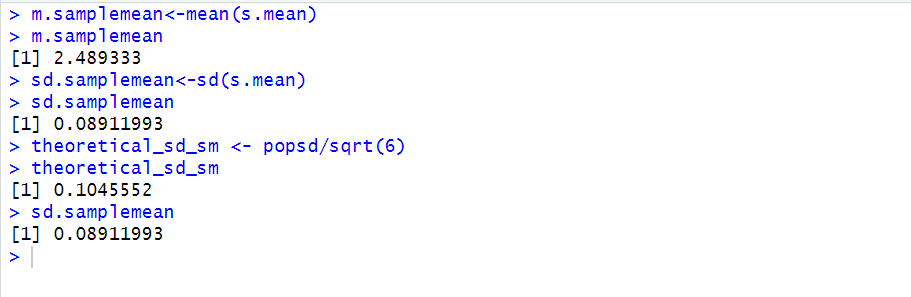 > m.samplemean<-mean(s.mean)
> m.samplemean
[1] 2.489333
> sd.samplemean<-sd(s.mean)
> sd.samplemean
[1] 0.08911993
> theoretical_sd_sm <- popsd/sqrt(6)
> theoretical_sd_sm
[1] 0.1045552
> sd.samplemean
[1] 0.08911993
>